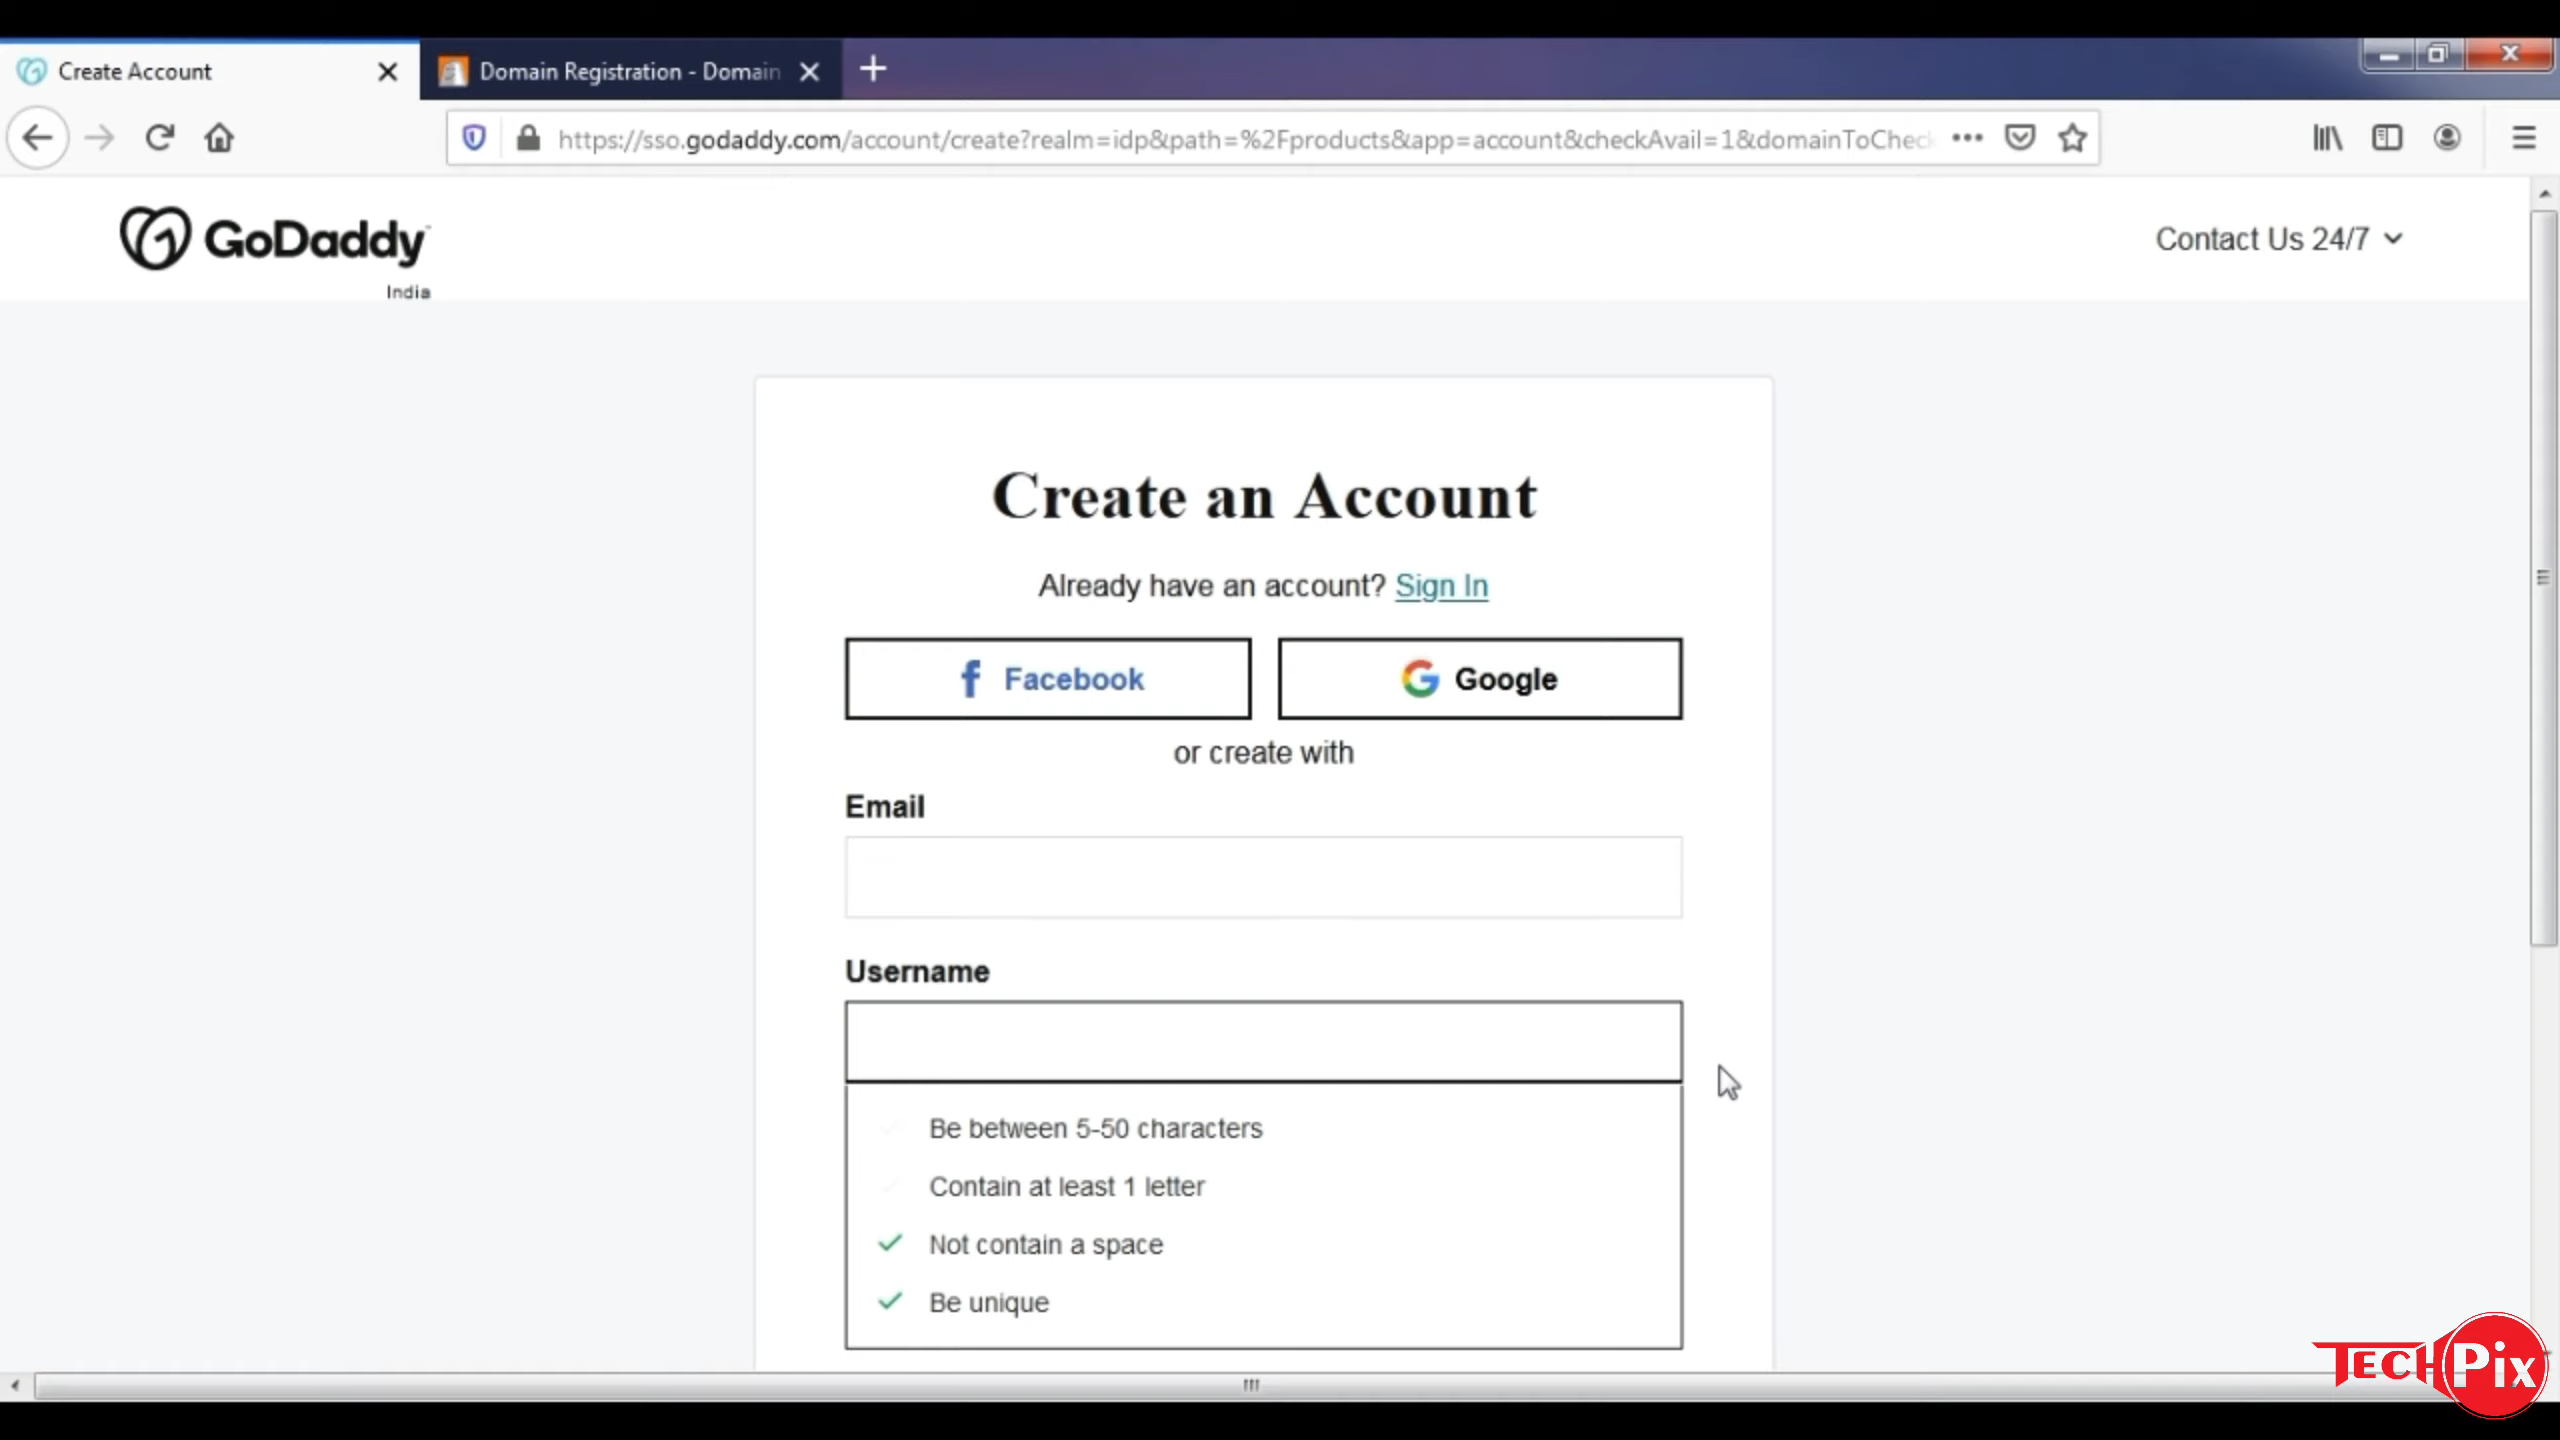 Create Account
Domain Registration - Domain
https://sso.godaddy.com/account/create?realm=idp&path=%2Fproducts&app=account&checkAvail=1&domainToChec
GoDaddy
India
Contact Us 24/7
Create an Account
Already have an account? Sign In
Facebook
Google
or create with
Email
Username
Be between 5-50 characters
Contain at least 1 letter
Not contain a space
Be unique
TECH Pix